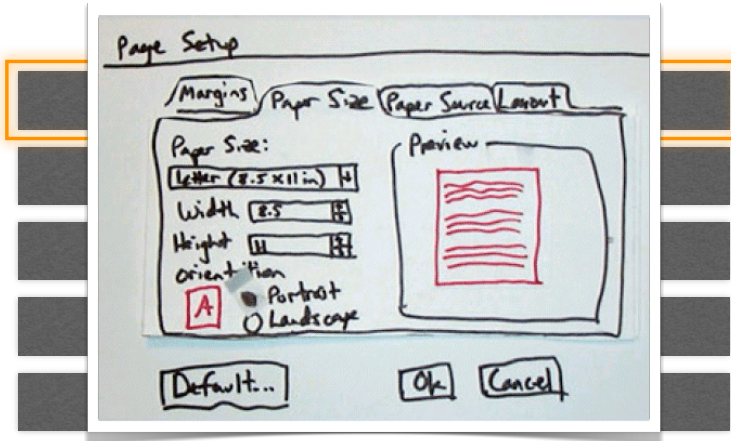 Page Setup
Margins Paper Size Paper Source Layout
Paper Size:
Letter (8.5 x 11 in)
Preview
Width 8.5
Height 11
Orientition
A
Portrait
Landscape
Default... Ok Cancel